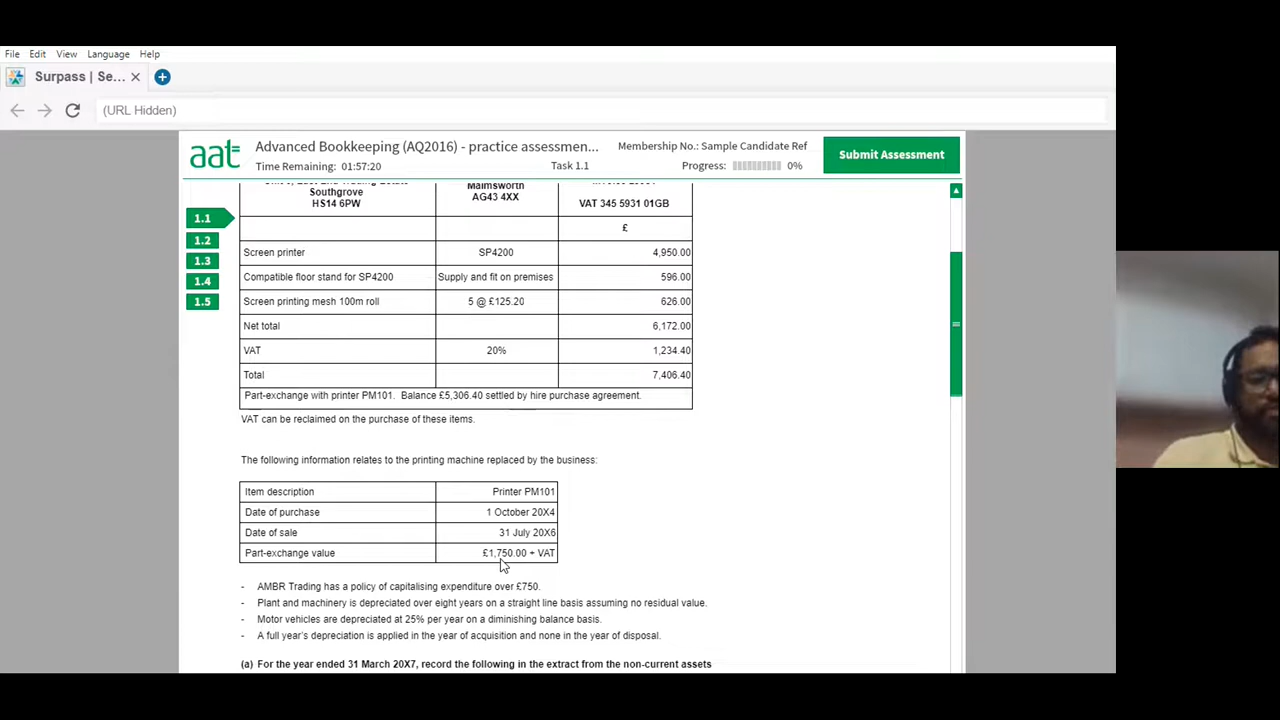 File Edit View Language Help
Surpass | Se...
(URL Hidden)
aat Advanced Bookkeeping (AQ2016) - practice assessmen... Membership No.: Sample Candidate Ref Submit Assessment
Time Remaining: 01:57:20 Task 1.1 Progress: 0%
Southgrove
HS14 6PW
Malmsworth
AG43 4XX
VAT 345 5931 01GB
1.1
1.2
1.3
1.4
1.5
£
Screen printer SP4200 4,950.00
Compatible floor stand for SP4200 Supply and fit on premises 596.00
Screen printing mesh 100m roll 5 @ £125.20 626.00
Net total 6,172.00
VAT 20% 1,234.40
Total 7,406.40
Part-exchange with printer PM101. Balance £5,306.40 settled by hire purchase agreement.
VAT can be reclaimed on the purchase of these items.
The following information relates to the printing machine replaced by the business:
Item description Printer PM101
Date of purchase 1 October 20X4
Date of sale 31 July 20X6
Part-exchange value £1,750.00 + VAT
- AMBR Trading has a policy of capitalising expenditure over £750.
- Plant and machinery is depreciated over eight years on a straight line basis assuming no residual value.
- Motor vehicles are depreciated at 25% per year on a diminishing balance basis.
- A full year's depreciation is applied in the year of acquisition and none in the year of disposal.
(a) For the year ended 31 March 20X7, record the following in the extract from the non-current assets